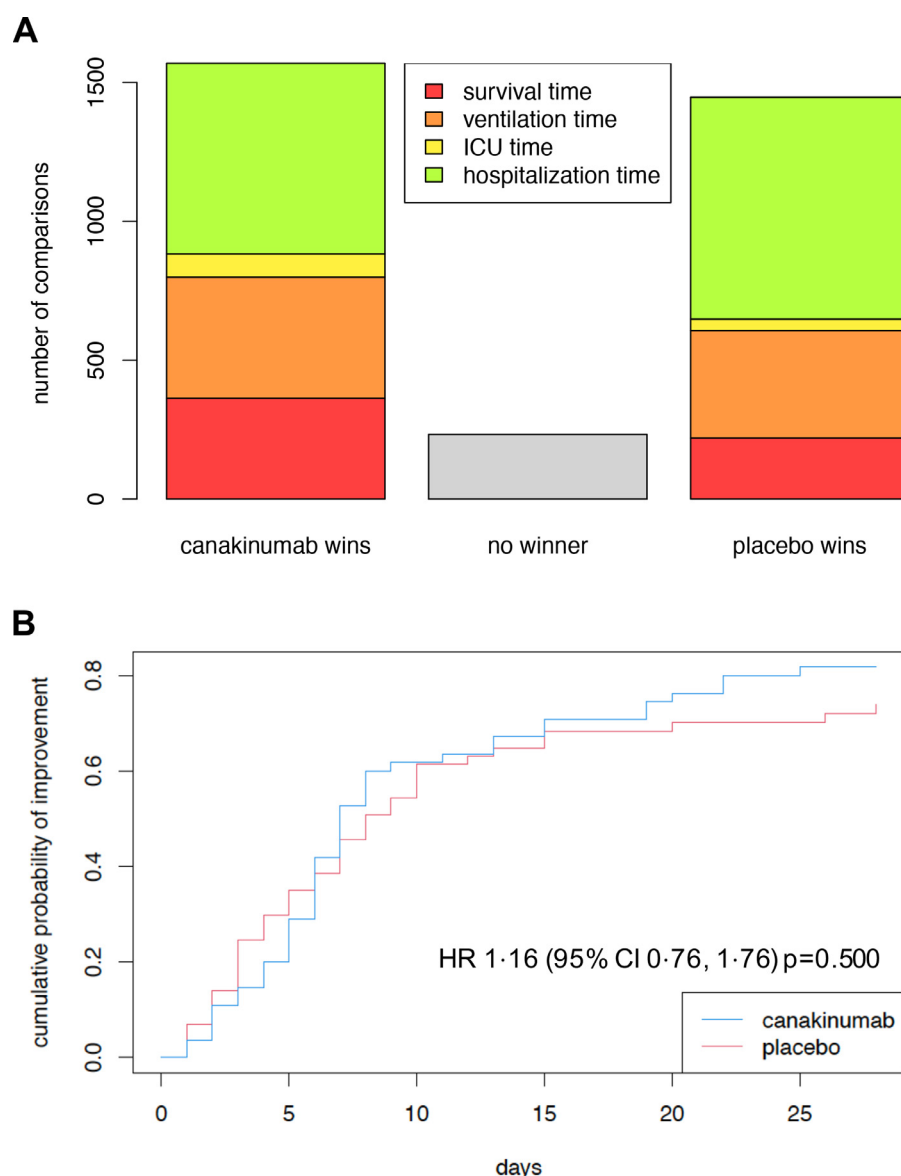 A
number of comparisons
1500
1000
500
0
survival time
ventilation time
ICU time
hospitalization time
canakinumab wins
no winner
placebo wins
B
cumulative probability of improvement
0.8
0.6
0.4
0.2
0.0
HR 1·16 (95% CI 0·76, 1·76) p=0.500
canakinumab
placebo
0 5 10 15 20 25
days